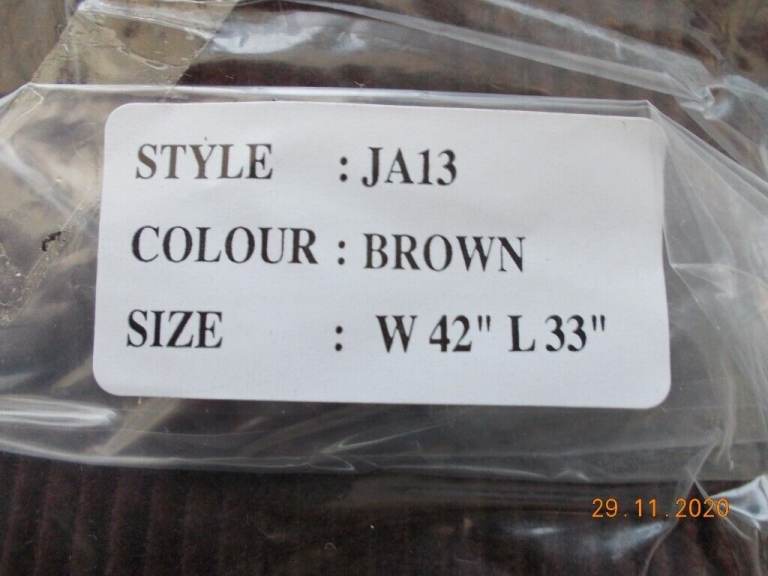 STYLE : JA13
COLOUR : BROWN
SIZE : W 42" L 33"
29.11.2020